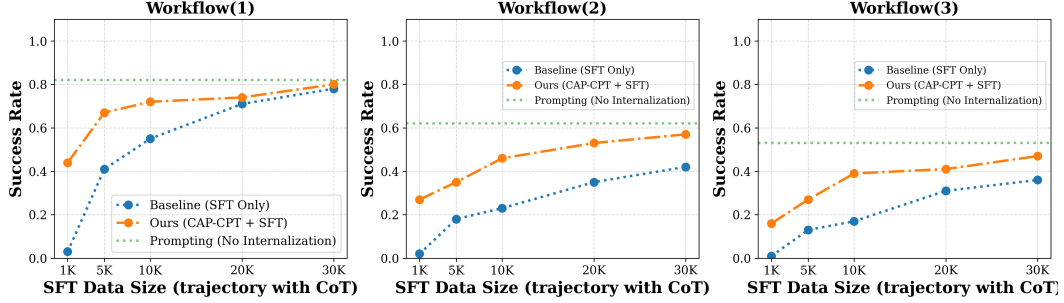 Workflow(1)
Success Rate
1.0
0.8
0.6
0.4
0.2
0.0
Baseline (SFT Only)
Ours (CAP-CPT + SFT)
Prompting (No Internalization)
1K 5K 10K 20K 30K
SFT Data Size (trajectory with CoT)
Workflow(2)
Success Rate
1.0
0.8
0.6
0.4
0.2
0.0
Baseline (SFT Only)
Ours (CAP-CPT + SFT)
Prompting (No Internalization)
1K 5K 10K 20K 30K
SFT Data Size (trajectory with CoT)
Workflow(3)
Success Rate
1.0
0.8
0.6
0.4
0.2
0.0
Baseline (SFT Only)
Ours (CAP-CPT + SFT)
Prompting (No Internalization)
1K 5K 10K 20K 30K
SFT Data Size (trajectory with CoT)